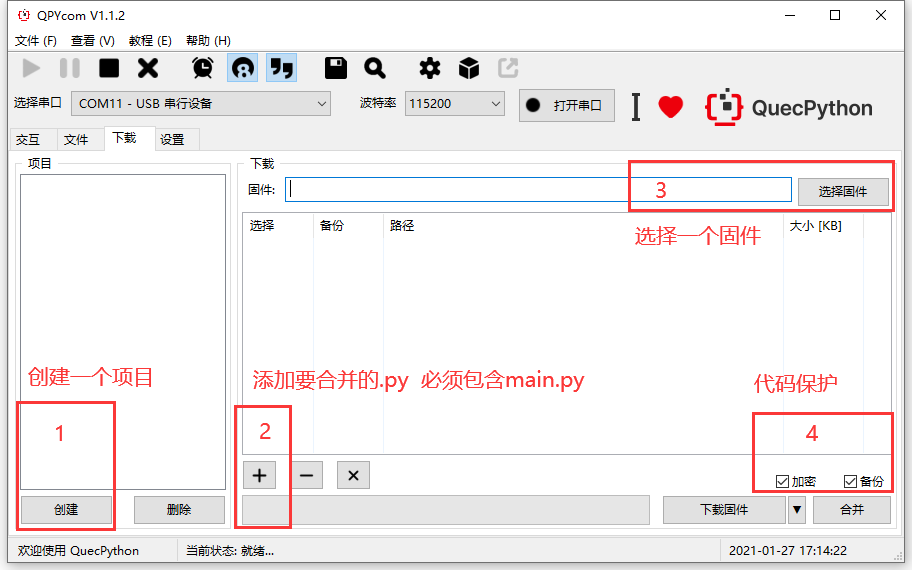 QPYcom V1.1.2
文件 (F) 查看 (V) 教程 (E) 帮助 (H)
选择串口 COM11 - USB 串行设备 波特率 115200 打开串口 QuecPython
交互 文件 下载 设置
项目 下载
固件: 3 选择固件
选择 备份 路径 大小 [KB]
选择一个固件
创建一个项目 添加要合并的.py 必须包含main.py 代码保护
1 2 4
加密 备份
创建 删除 下载固件 合并
欢迎使用 QuecPython 当前状态: 就绪... 2021-01-27 17:14:22